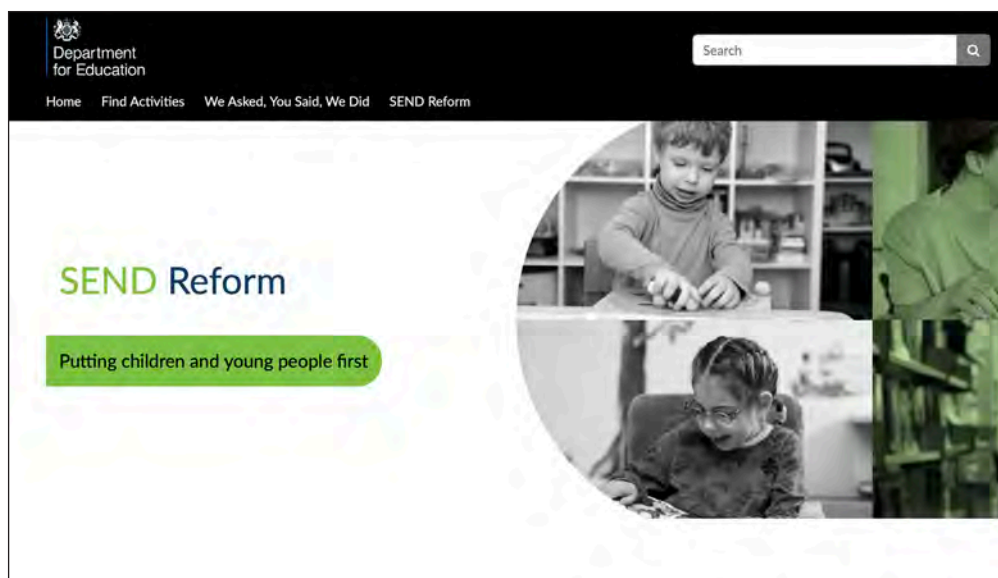 Department
for Education
Search
Home Find Activities We Asked, You Said, We Did SEND Reform
SEND Reform
Putting children and young people first